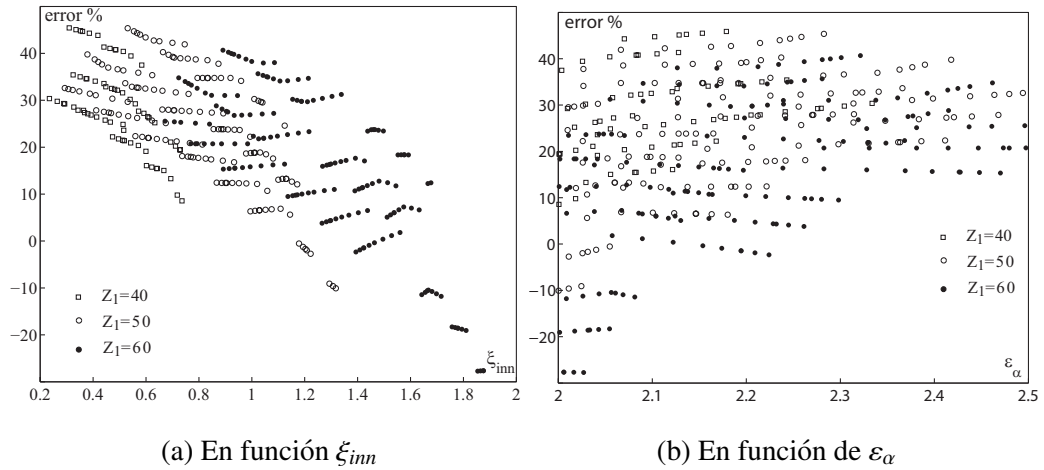 error %
40
30
20
10
0
−10
−20
Z₁=40
Z₁=50
Z₁=60
ξinn
0.2 0.4 0.6 0.8 1 1.2 1.4 1.6 1.8 2
(a) En función ξinn
error %
40
30
20
10
0
−10
−20
Z₁=40
Z₁=50
Z₁=60
εα
2 2.1 2.2 2.3 2.4 2.5
(b) En función de εα